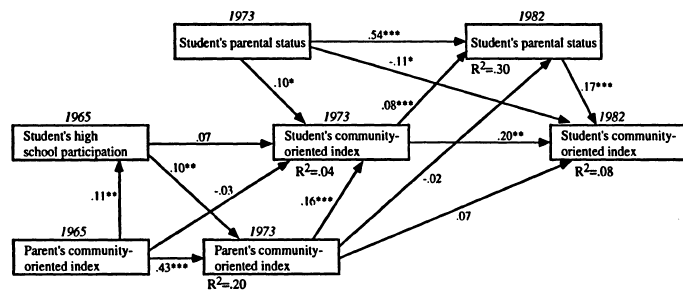 1973
Student's parental status
1982
Student's parental status
R²=.30
.54***
-.11*
.10*
.08***
.17***
1965
Student's high
school participation
1973
Student's community-
oriented index
R²=.04
1982
Student's community-
oriented index
R²=.08
.07
.20**
.10**
-.03
.11**
.16***
-.02
.07
1965
Parent's community-
oriented index
.43***
1973
Parent's community-
oriented index
R²=.20